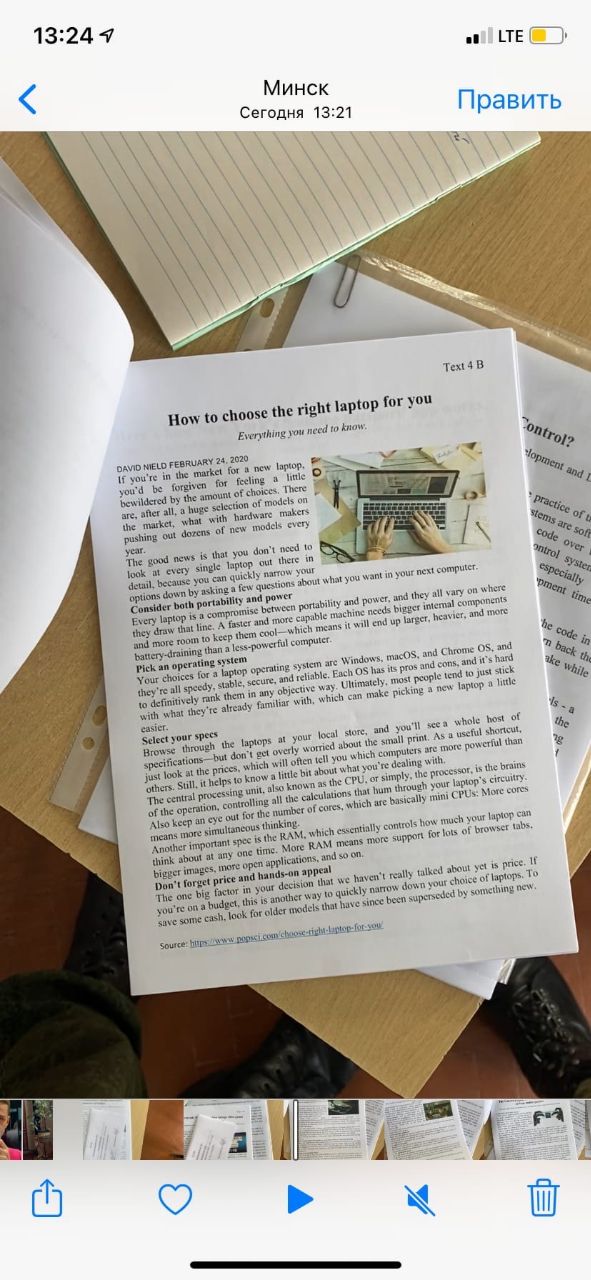 13:24
LTE
Минск
Сегодня 13:21
Править
Text 4 B
How to choose the right laptop for you
Everything you need to know.
DAVID NIELD FEBRUARY 24, 2020
If you're in the market for a new laptop,
you'd be forgiven for feeling a little
bewildered by the amount of choices. There
are, after all, a huge selection of models on
the market, what with hardware makers
pushing out dozens of new models every
year.
The good news is that you don't need to
look at every single laptop out there in
detail, because you can quickly narrow your
options down by asking a few questions about what you want in your next computer.
Consider both portability and power
Every laptop is a compromise between portability and power, and they all vary on where
they draw that line. A faster and more capable machine needs bigger internal components
and more room to keep them cool—which means it will end up larger, heavier, and more
battery-draining than a less-powerful computer.
Pick an operating system
Your choices for a laptop operating system are Windows, macOS, and Chrome OS, and
they're all speedy, stable, secure, and reliable. Each OS has its pros and cons, and it's hard
to definitively rank them in any objective way. Ultimately, most people tend to just stick
with what they're already familiar with, which can make picking a new laptop a little
easier.
Select your specs
Browse through the laptops at your local store, and you'll see a whole host of
specifications—but don't get overly worried about the small print. As a useful shortcut,
just look at the prices, which will often tell you which computers are more powerful than
others. Still, it helps to know a little bit about what you're dealing with.
The central processing unit, also known as the CPU, or simply, the processor, is the brains
of the operation, controlling all the calculations that hum through your laptop's circuitry.
Also keep an eye out for the number of cores, which are basically mini CPUs: More cores
means more simultaneous thinking.
Another important spec is the RAM, which essentially controls how much your laptop can
think about at any one time. More RAM means more support for lots of browser tabs,
bigger images, more open applications, and so on.
Don't forget price and hands-on appeal
The one big factor in your decision that we haven't really talked about yet is price. If
you're on a budget, this is another way to quickly narrow down your choice of laptops. To
save some cash, look for older models that have since been superseded by something new.
Source: https://www.popsci.com/choose-right-laptop-for-you/
Control?
practice of
stems are soft
code over
ontrol system
especially
pment time
he code in
rn back the
ake while
ls - a
the
ng